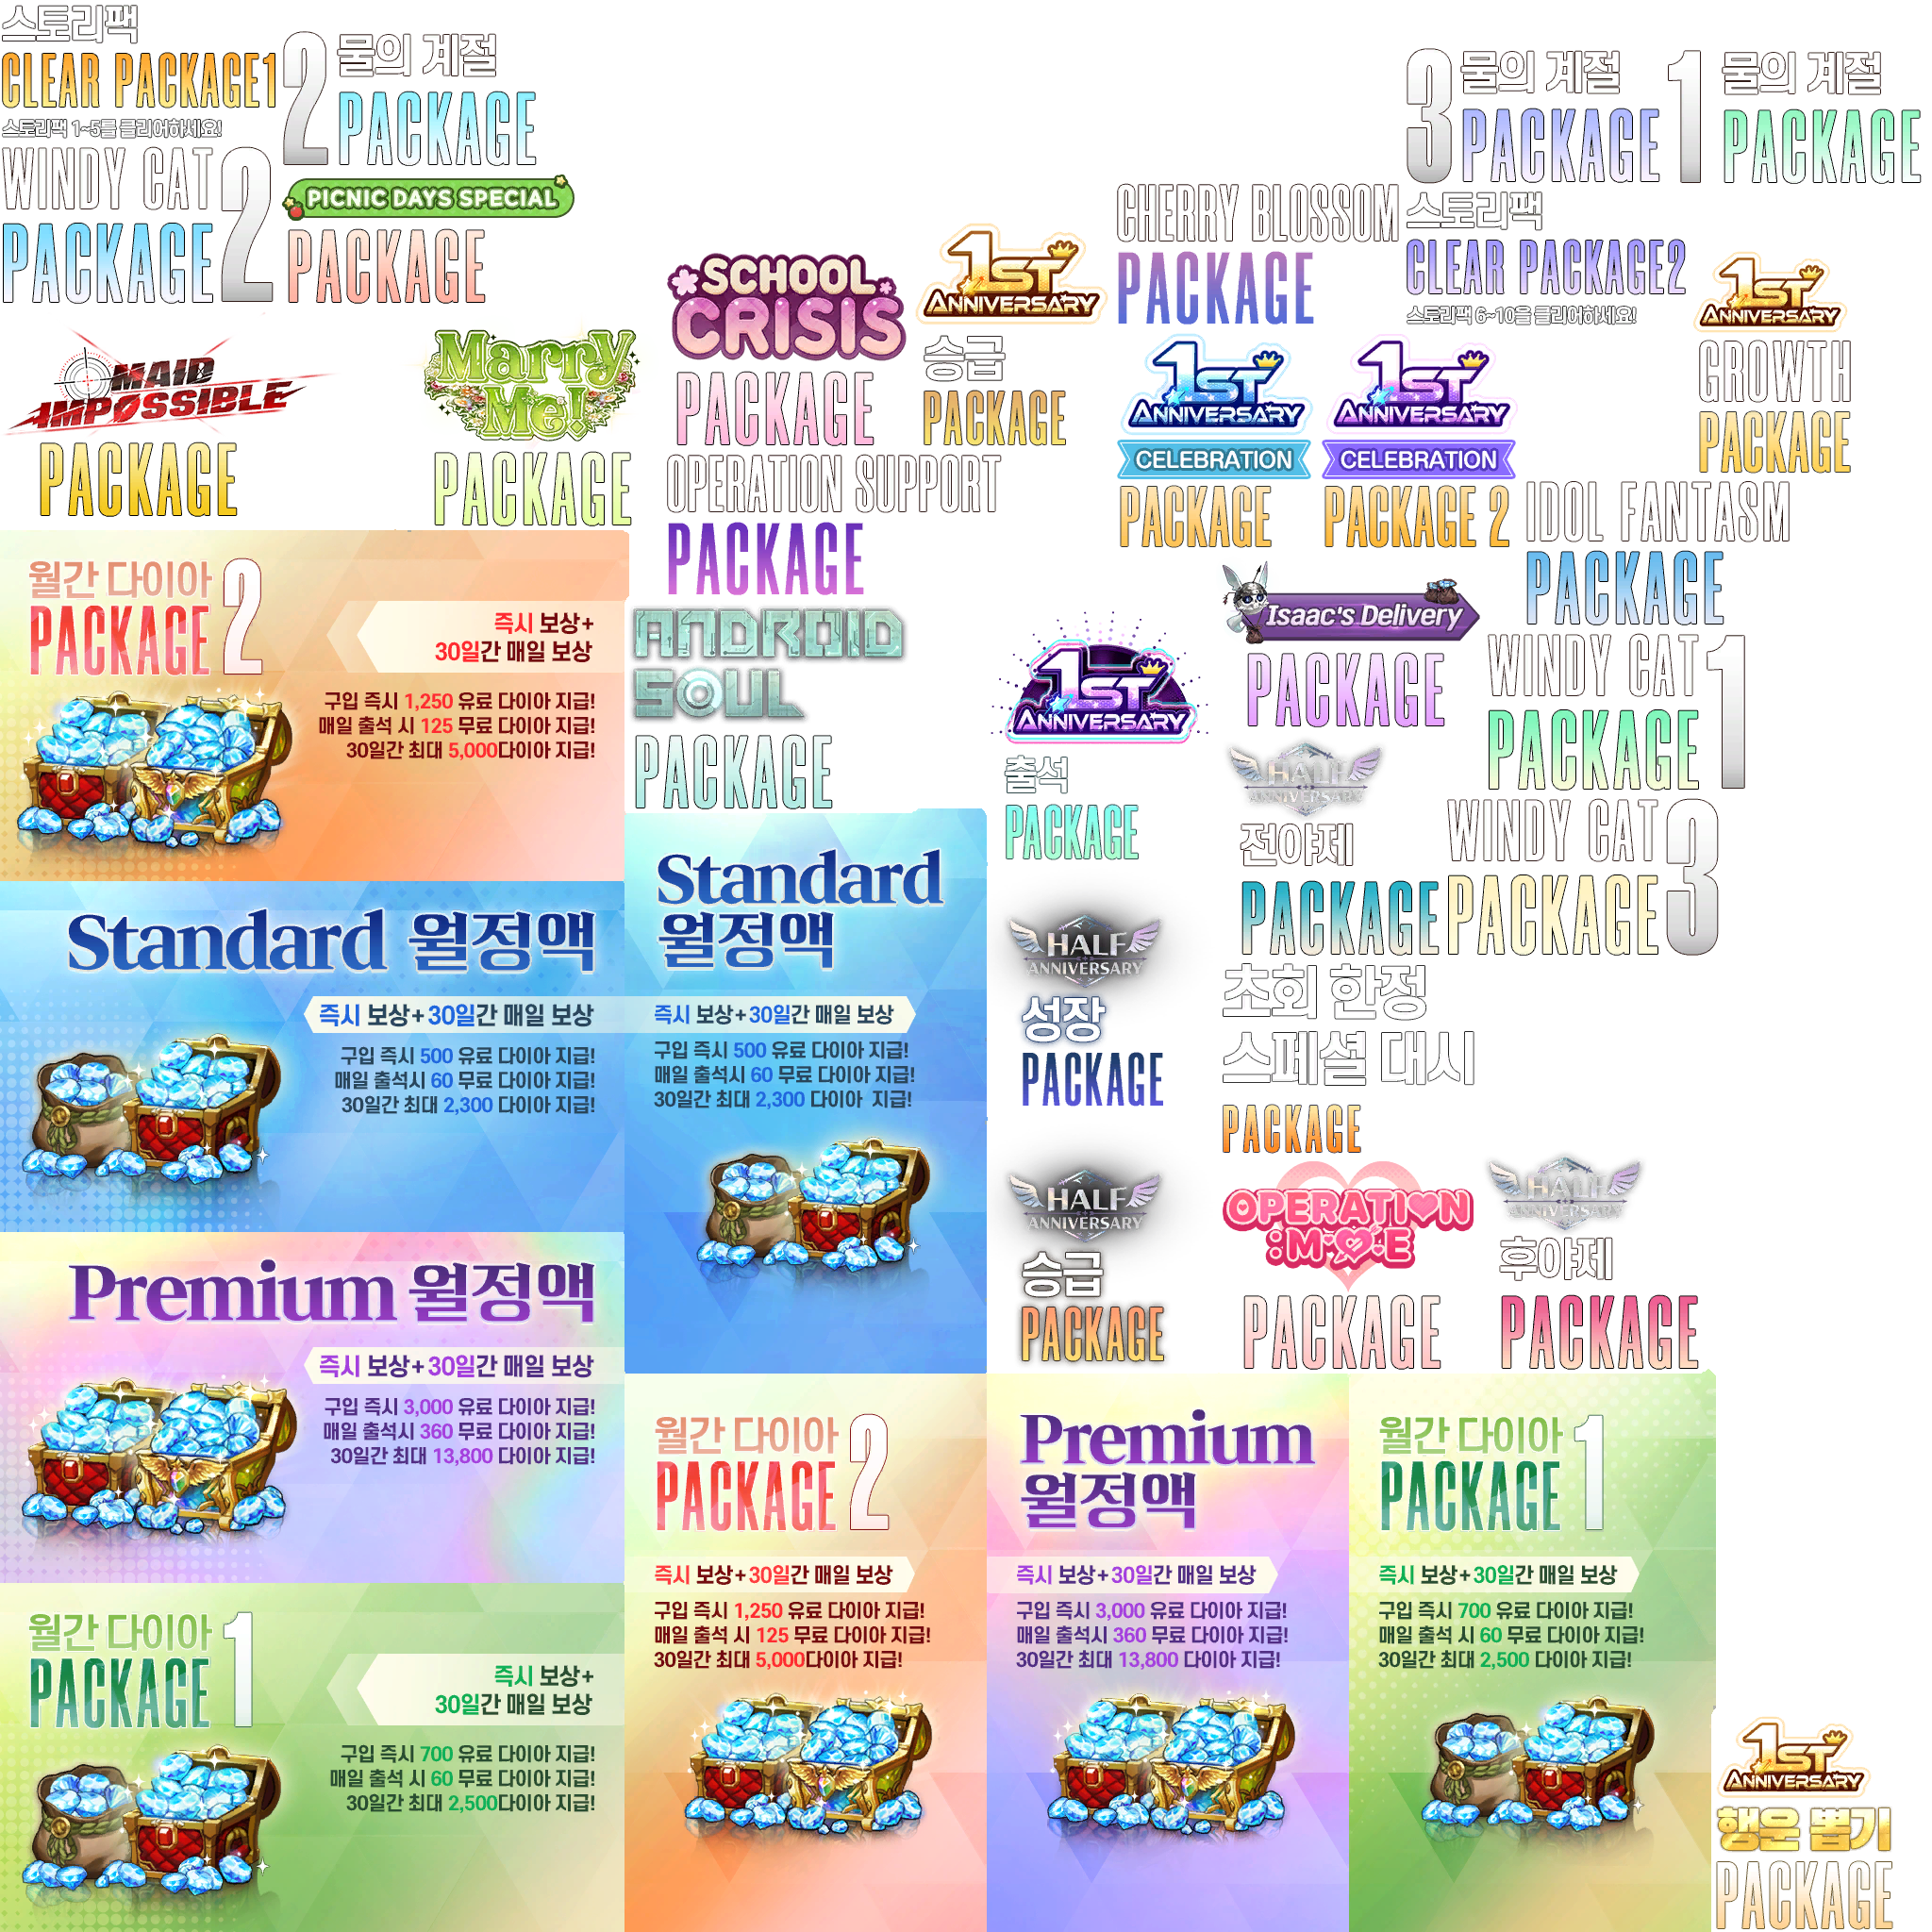 스토리팩
CLEAR PACKAGE1
스토리팩 1~5를 클리어하세요!
2
물의 계절
PACKAGE
WINDY CAT
PACKAGE
2
PICNIC DAYS SPECIAL
PACKAGE
3
물의 계절
PACKAGE
1
물의 계절
PACKAGE
CHERRY BLOSSOM
PACKAGE
스토리팩
CLEAR PACKAGE2
스토리팩 6~10을 클리어하세요!
MAID
IMPOSSIBLE
PACKAGE
Marry
Me!
PACKAGE
SCHOOL
CRISIS
PACKAGE
1ST
ANNIVERSARY
승급
PACKAGE
1ST
ANNIVERSARY
CELEBRATION
PACKAGE
1ST
ANNIVERSARY
CELEBRATION
PACKAGE 2
1ST
ANNIVERSARY
GROWTH
PACKAGE
OPERATION SUPPORT
PACKAGE
IDOL FANTASM
PACKAGE
월간 다이아
PACKAGE
2
즉시 보상+
30일간 매일 보상
구입 즉시 1,250 유료 다이아 지급!
매일 출석 시 125 무료 다이아 지급!
30일간 최대 5,000다이아 지급!
ANDROID
SOUL
PACKAGE
1ST
ANNIVERSARY
출석
PACKAGE
Isaac's Delivery
PACKAGE
WINDY CAT
PACKAGE
1
HALF
ANNIVERSARY
전야제
PACKAGE
WINDY CAT
PACKAGE
3
Standard 월정액
즉시 보상+30일간 매일 보상
구입 즉시 500 유료 다이아 지급!
매일 출석시 60 무료 다이아 지급!
30일간 최대 2,300 다이아 지급!
Standard
월정액
즉시 보상+30일간 매일 보상
구입 즉시 500 유료 다이아 지급!
매일 출석시 60 무료 다이아 지급!
30일간 최대 2,300 다이아 지급!
HALF
ANNIVERSARY
성장
PACKAGE
초회 한정
스페셜 대시
PACKAGE
HALF
ANNIVERSARY
승급
PACKAGE
OPERATION
:MOE
PACKAGE
HALF
ANNIVERSARY
후야제
PACKAGE
Premium 월정액
즉시 보상+30일간 매일 보상
구입 즉시 3,000 유료 다이아 지급!
매일 출석시 360 무료 다이아 지급!
30일간 최대 13,800 다이아 지급!
월간 다이아
PACKAGE
2
즉시 보상+30일간 매일 보상
구입 즉시 1,250 유료 다이아 지급!
매일 출석 시 125 무료 다이아 지급!
30일간 최대 5,000다이아 지급!
Premium
월정액
즉시 보상+30일간 매일 보상
구입 즉시 3,000 유료 다이아 지급!
매일 출석시 360 무료 다이아 지급!
30일간 최대 13,800 다이아 지급!
월간 다이아
PACKAGE
1
즉시 보상+30일간 매일 보상
구입 즉시 700 유료 다이아 지급!
매일 출석 시 60 무료 다이아 지급!
30일간 최대 2,500 다이아 지급!
월간 다이아
PACKAGE
1
즉시 보상+
30일간 매일 보상
구입 즉시 700 유료 다이아 지급!
매일 출석 시 60 무료 다이아 지급!
30일간 최대 2,500다이아 지급!
1ST
ANNIVERSARY
행운 뽑기
PACKAGE